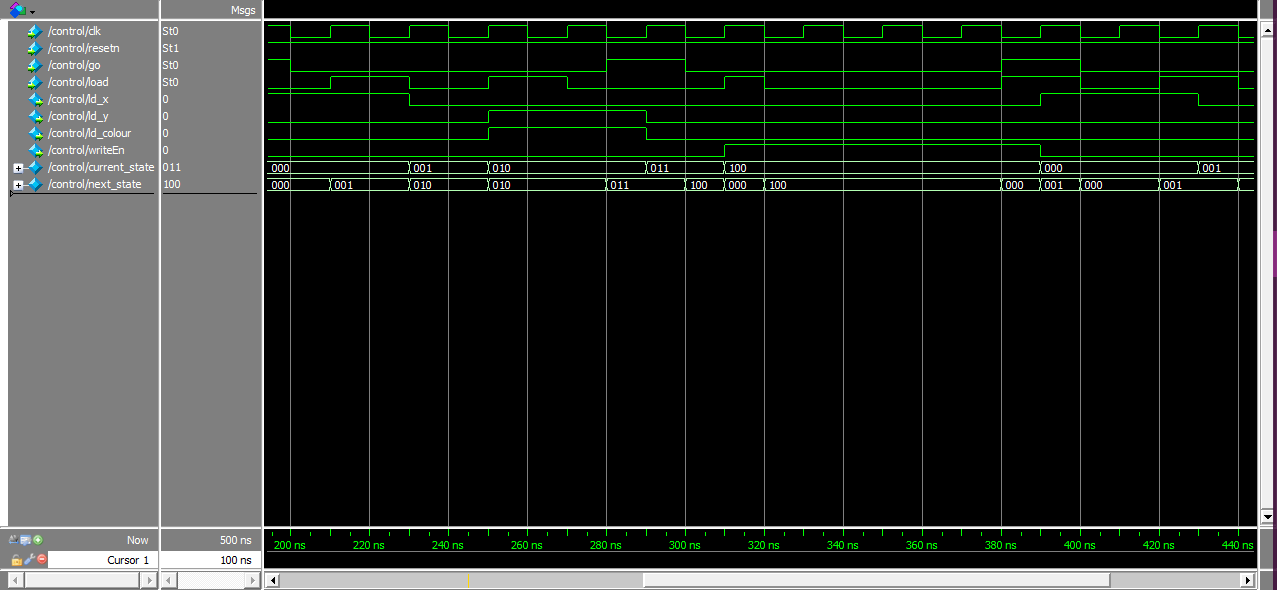 Msgs
/control/clk St0
/control/resetn St1
/control/go St0
/control/load St0
/control/ld_x 0
/control/ld_y 0
/control/ld_colour 0
/control/writeEn 0
/control/current_state 011 000 001 010 011 100 000 001
/control/next_state 100 000 001 010 010 011 100 000 100 000 001 000 001
Now 500 ns 200 ns 220 ns 240 ns 260 ns 280 ns 300 ns 320 ns 340 ns 360 ns 380 ns 400 ns 420 ns 440 ns
Cursor 1 100 ns